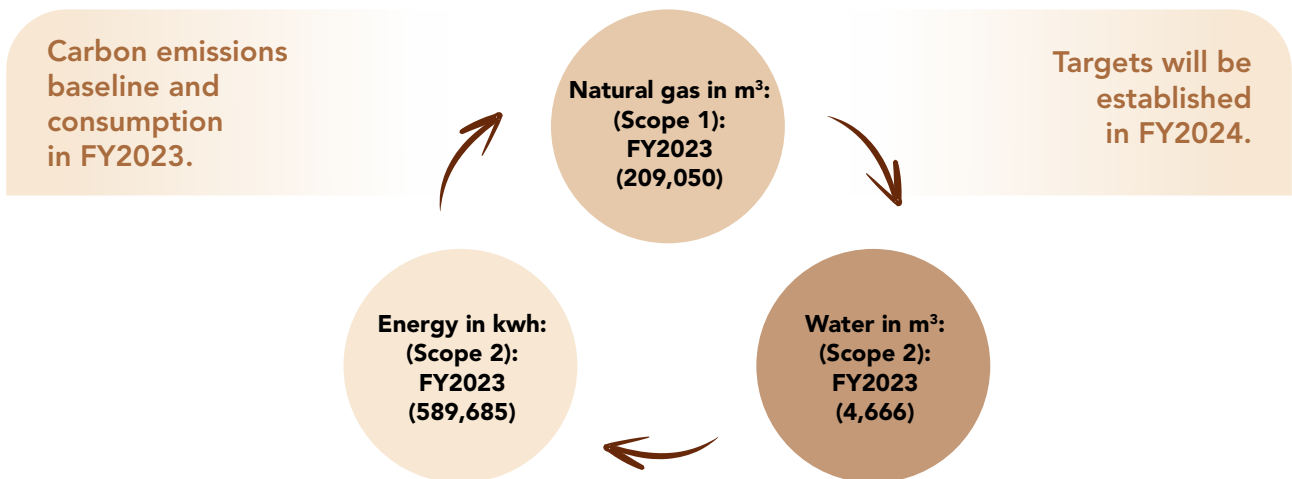 Carbon emissions
baseline and
consumption
in FY2023.
Natural gas in m³:
(Scope 1):
FY2023
(209,050)
Targets will be
established
in FY2024.
Energy in kwh:
(Scope 2):
FY2023
(589,685)
Water in m³:
(Scope 2):
FY2023
(4,666)